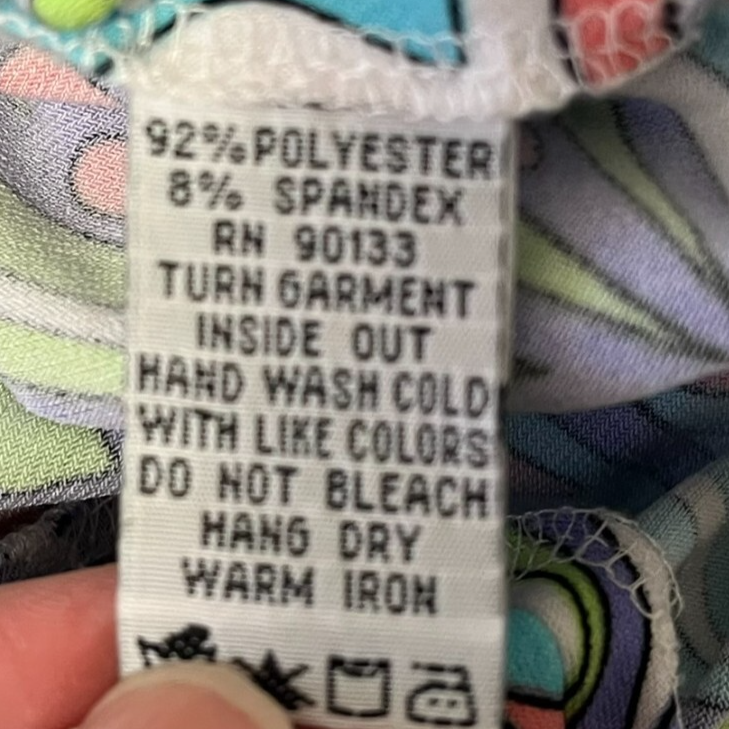 92% POLYESTER
8% SPANDEX
RN 90133
TURN GARMENT
INSIDE OUT
HAND WASH COLD
WITH LIKE COLORS
DO NOT BLEACH
HANG DRY
WARM IRON